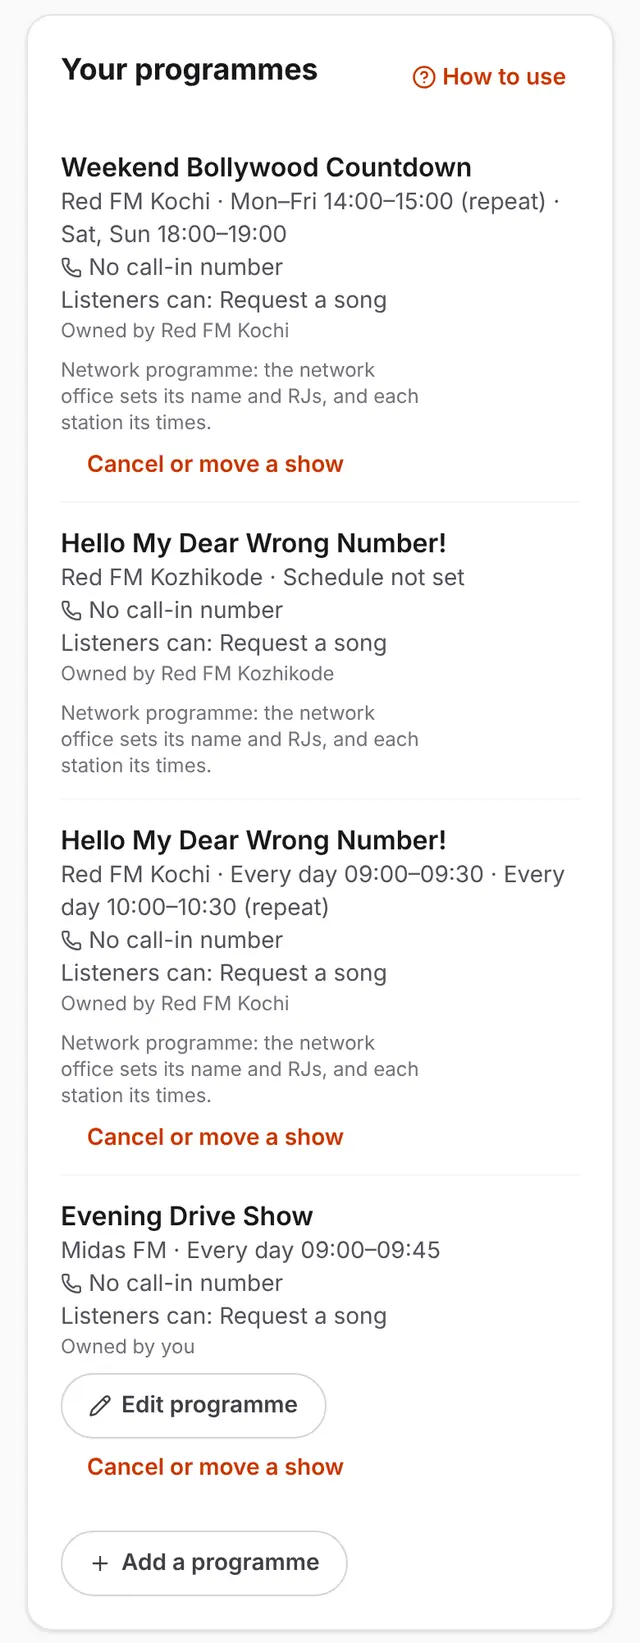 Your programmes
How to use
Weekend Bollywood Countdown
Red FM Kochi · Mon–Fri 14:00–15:00 (repeat) ·
Sat, Sun 18:00–19:00
No call-in number
Listeners can: Request a song
Owned by Red FM Kochi
Network programme: the network
office sets its name and RJs, and each
station its times.
Cancel or move a show
Hello My Dear Wrong Number!
Red FM Kozhikode · Schedule not set
No call-in number
Listeners can: Request a song
Owned by Red FM Kozhikode
Network programme: the network
office sets its name and RJs, and each
station its times.
Hello My Dear Wrong Number!
Red FM Kochi · Every day 09:00–09:30 · Every
day 10:00–10:30 (repeat)
No call-in number
Listeners can: Request a song
Owned by Red FM Kochi
Network programme: the network
office sets its name and RJs, and each
station its times.
Cancel or move a show
Evening Drive Show
Midas FM · Every day 09:00–09:45
No call-in number
Listeners can: Request a song
Owned by you
Edit programme
Cancel or move a show
+ Add a programme